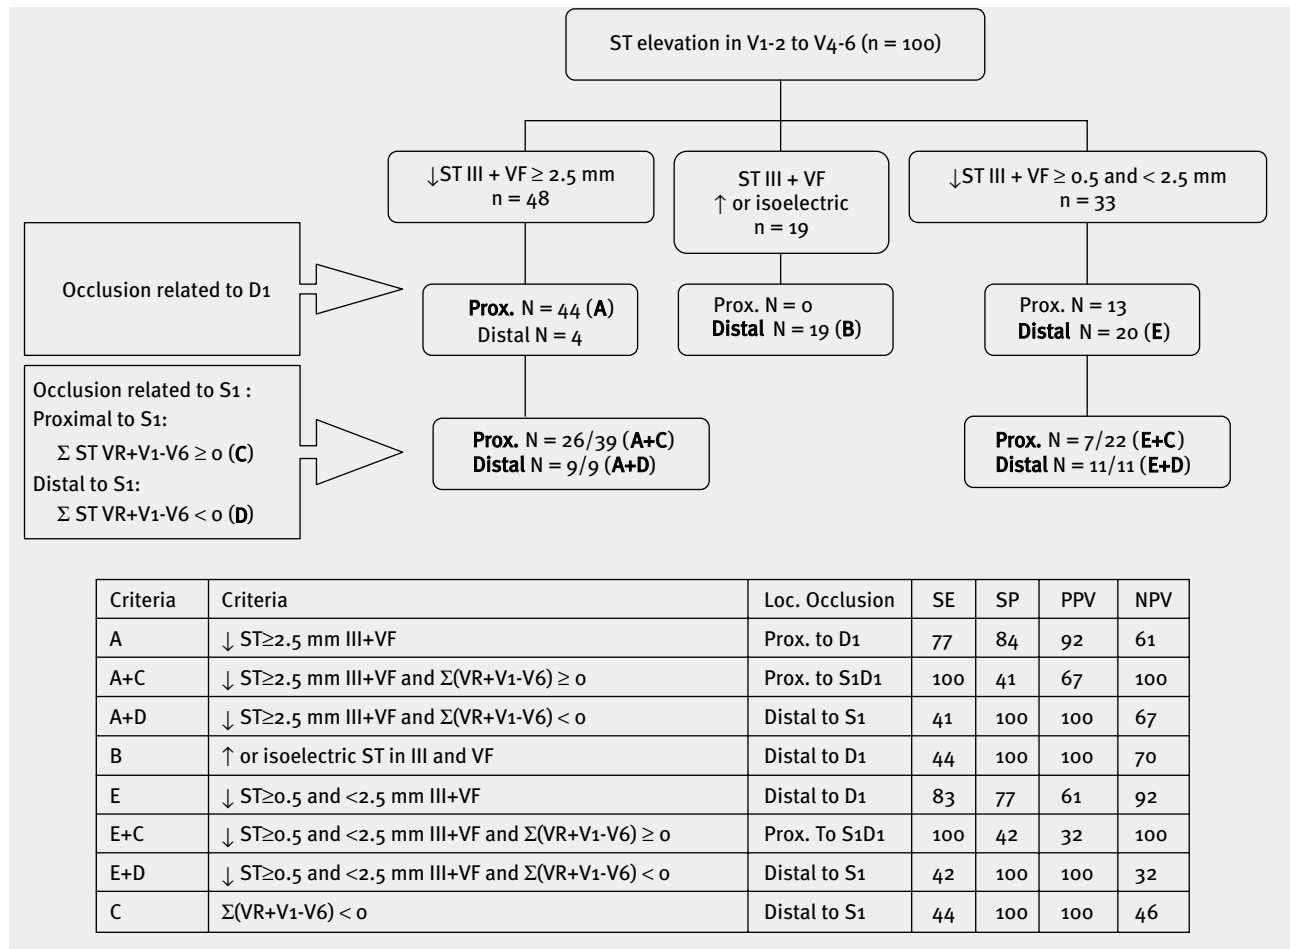 ST elevation in V1-2 to V4-6 (n = 100)
↓ST III + VF ≥ 2.5 mm
n = 48
ST III + VF
↑ or isoelectric
n = 19
↓ST III + VF ≥ 0.5 and < 2.5 mm
n = 33
Occlusion related to D1
Prox. N = 44 (A)
Distal N = 4
Prox. N = 0
Distal N = 19 (B)
Prox. N = 13
Distal N = 20 (E)
Occlusion related to S1 :
Proximal to S1:
Σ ST VR+V1-V6 ≥ 0 (C)
Distal to S1:
Σ ST VR+V1-V6 < 0 (D)
Prox. N = 26/39 (A+C)
Distal N = 9/9 (A+D)
Prox. N = 7/22 (E+C)
Distal N = 11/11 (E+D)
Criteria Criteria Loc. Occlusion SE SP PPV NPV
A ↓ ST≥2.5 mm III+VF Prox. to D1 77 84 92 61
A+C ↓ ST≥2.5 mm III+VF and Σ(VR+V1-V6) ≥ 0 Prox. to S1D1 100 41 67 100
A+D ↓ ST≥2.5 mm III+VF and Σ(VR+V1-V6) < 0 Distal to S1 41 100 100 67
B ↑ or isoelectric ST in III and VF Distal to D1 44 100 100 70
E ↓ ST≥0.5 and <2.5 mm III+VF Distal to D1 83 77 61 92
E+C ↓ ST≥0.5 and <2.5 mm III+VF and Σ(VR+V1-V6) ≥ 0 Prox. To S1D1 100 42 32 100
E+D ↓ ST≥0.5 and <2.5 mm III+VF and Σ(VR+V1-V6) < 0 Distal to S1 42 100 100 32
C Σ(VR+V1-V6) < 0 Distal to S1 44 100 100 46